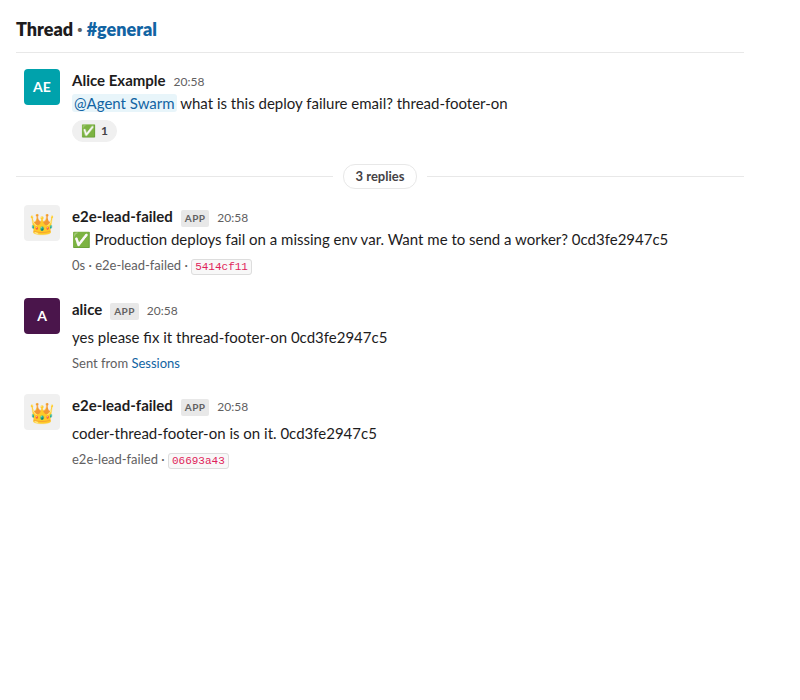 Thread • #general
AE
Alice Example 20:58
@Agent Swarm what is this deploy failure email? thread-footer-on
✅ 1
3 replies
e2e-lead-failed APP 20:58
✅ Production deploys fail on a missing env var. Want me to send a worker? 0cd3fe2947c5
0s · e2e-lead-failed · 5414cf11
A
alice APP 20:58
yes please fix it thread-footer-on 0cd3fe2947c5
Sent from Sessions
e2e-lead-failed APP 20:58
coder-thread-footer-on is on it. 0cd3fe2947c5
e2e-lead-failed · 06693a43